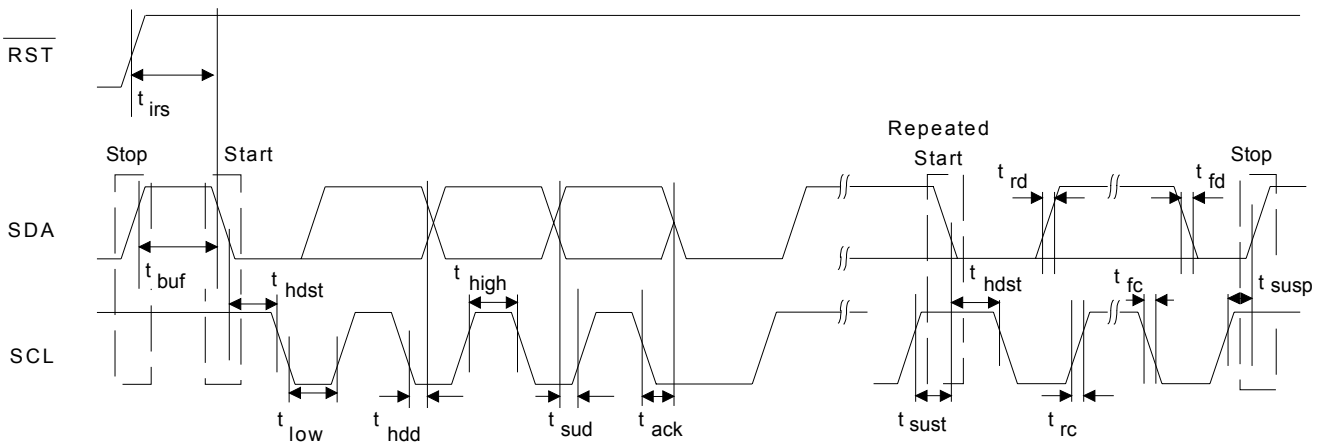 RST
t irs
Repeated
Stop
Start
Start
Stop
t rd
t fd
SDA
t buf
t hdst
t high
t hdst
t fc
t susp
SCL
t low
t hdd
t sud
t ack
t sust
t rc